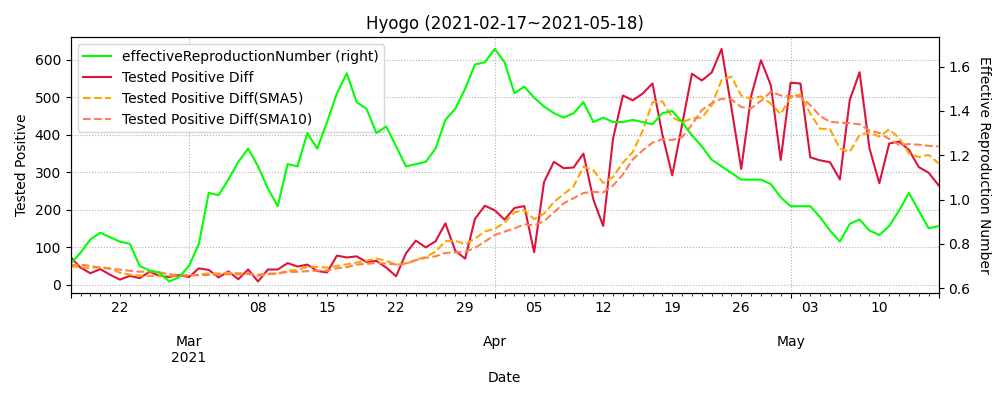 Hyogo (2021-02-17~2021-05-18)
effectiveReproductionNumber (right)
Tested Positive Diff
Tested Positive Diff(SMA5)
Tested Positive Diff(SMA10)
Tested Positive
600
500
400
300
200
100
0
1.6
1.4
1.2
1.0
0.8
0.6
Effective Reproduction Number
22 08 15 22 29 05 12 19 26 03 10
Mar Apr May
2021
Date